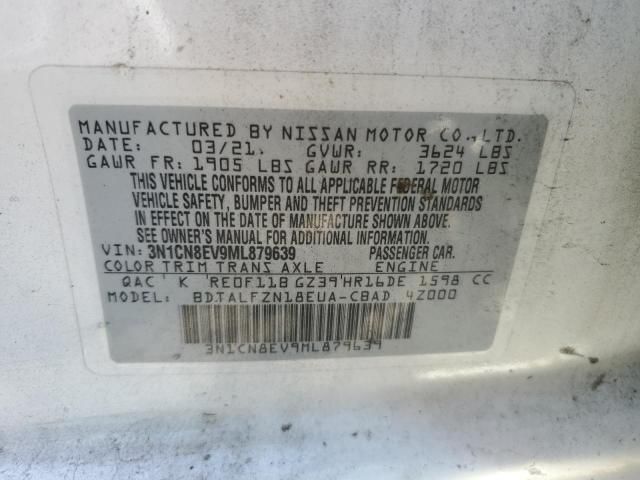 MANUFACTURED BY NISSAN MOTOR CO., LTD.
DATE: 03/21 GVWR: 3624 LBS
GAWR FR: 1905 LBS GAWR RR: 1720 LBS
THIS VEHICLE CONFORMS TO ALL APPLICABLE FEDERAL MOTOR
VEHICLE SAFETY, BUMPER AND THEFT PREVENTION STANDARDS
IN EFFECT ON THE DATE OF MANUFACTURE SHOWN ABOVE.
SEE OWNER'S MANUAL FOR ADDITIONAL INFORMATION.
VIN: 3N1CN8EV9ML879639 PASSENGER CAR.
COLOR TRIM TRANS AXLE ENGINE
QAC K RE0F11B GZ39 HR16DE 1598 CC
MODEL BDTALFZN18EUA-CBAD 4Z000
3N1CN8EV9ML879639